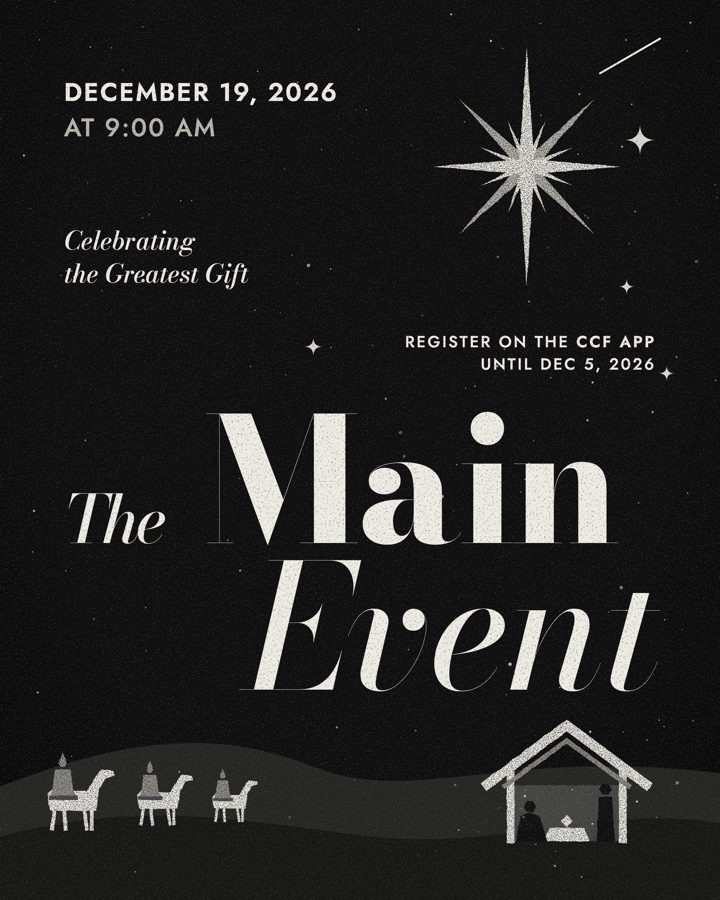 DECEMBER 19, 2026
AT 9:00 AM
Celebrating
the Greatest Gift
REGISTER ON THE CCF APP
UNTIL DEC 5, 2026
The Main
Event